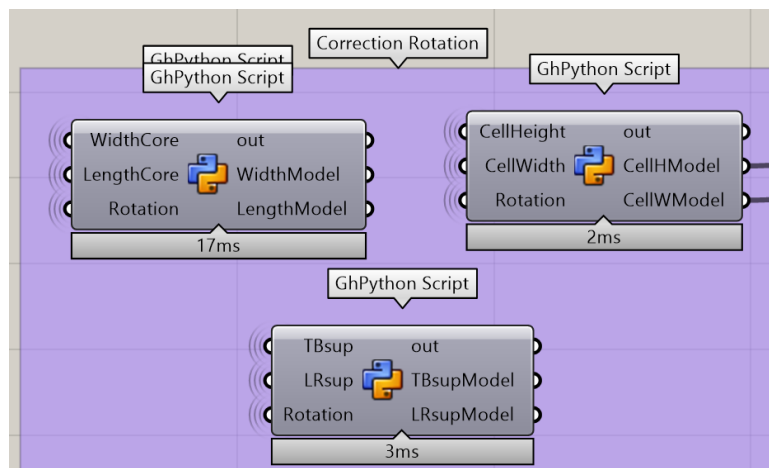 Correction Rotation
GhPython Script
GhPython Script
GhPython Script
WidthCore out
LengthCore WidthModel
Rotation LengthModel
17ms
CellHeight out
CellWidth CellHModel
Rotation CellWModel
2ms
GhPython Script
TBsup out
LRsup TBsupModel
Rotation LRsupModel
3ms